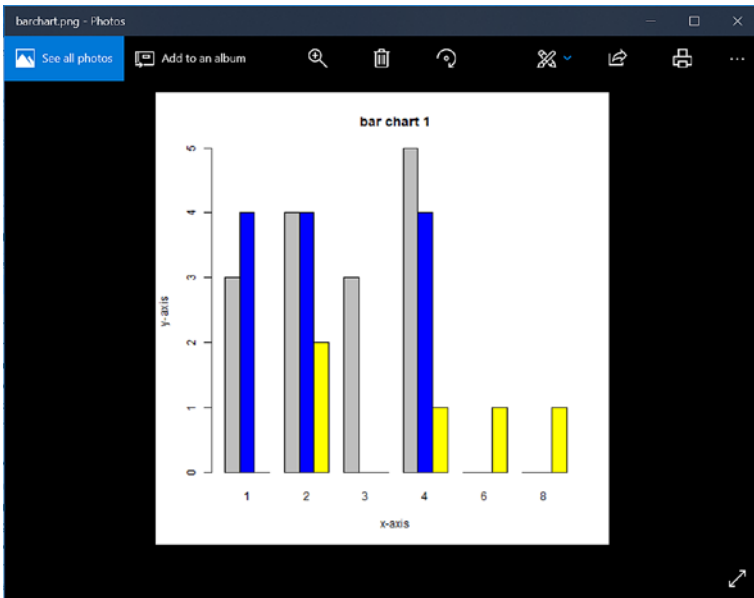 barchart.png - Photos
See all photos
Add to an album
bar chart 1
5
4
3
2
1
0
y-axis
1 2 3 4 6 8
x-axis